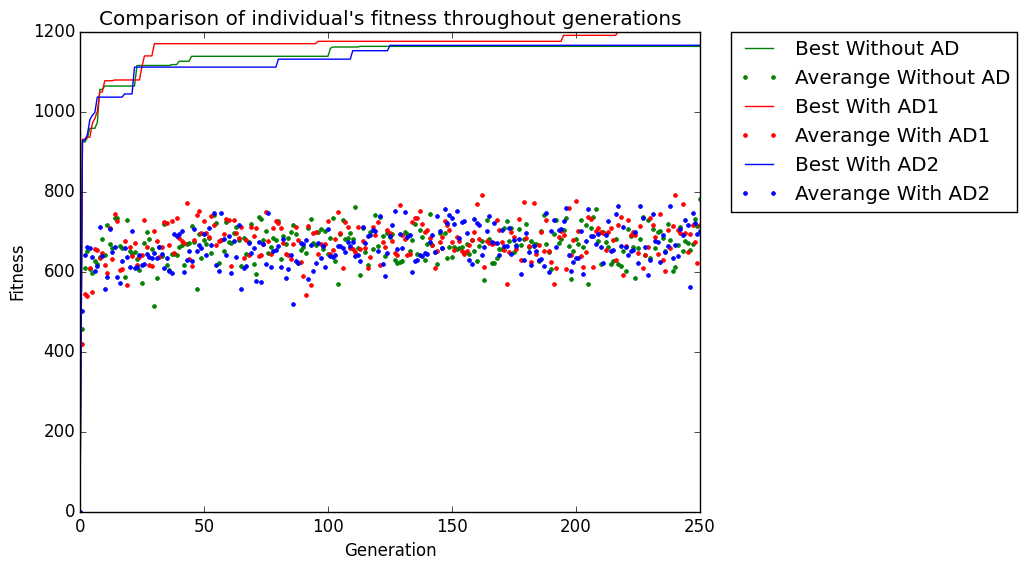 Comparison of individual's fitness throughout generations
1200
1000
800
600
400
200
0
Fitness
0 50 100 150 200 250
Generation
Best Without AD
Averange Without AD
Best With AD1
Averange With AD1
Best With AD2
Averange With AD2